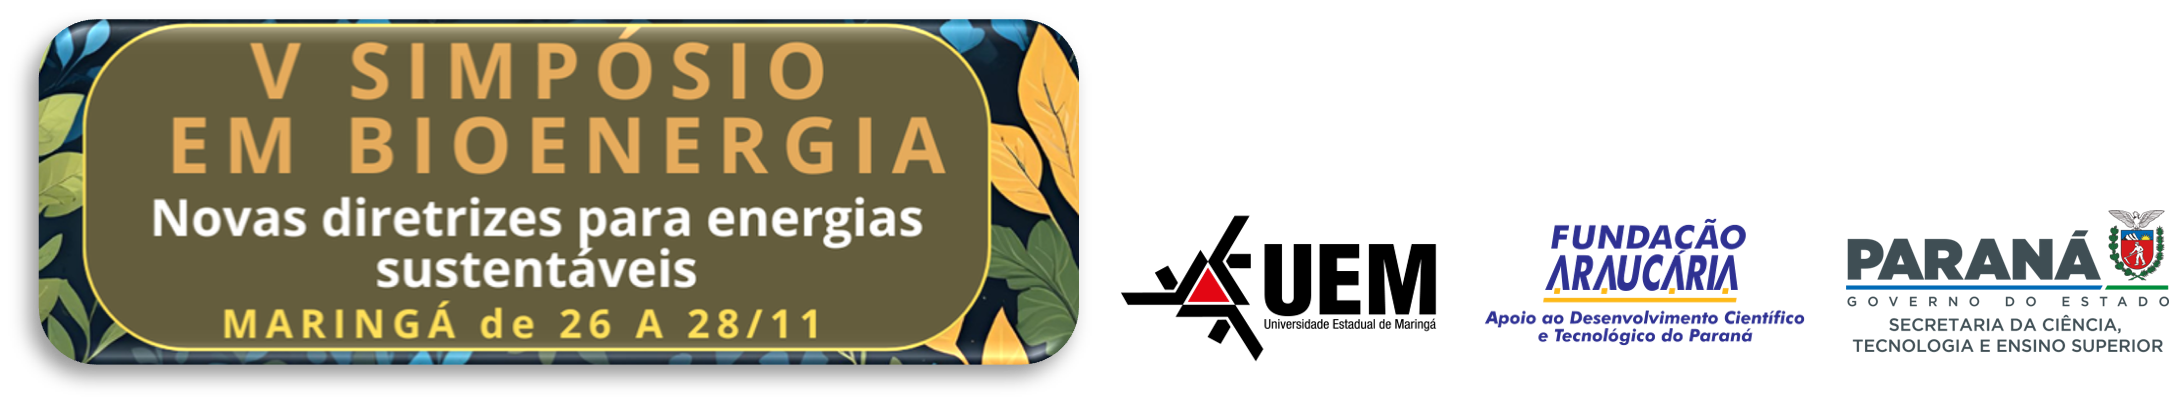 V SIMPÓSIO
EM BIOENERGIA
Novas diretrizes para energias
sustentáveis
MARINGÁ de 26 A 28/11
UEM
Universidade Estadual de Maringá
FUNDAÇÃO
ARAUCÁRIA
Apoio ao Desenvolvimento Científico
e Tecnológico do Paraná
PARANÁ
GOVERNO DO ESTADO
SECRETARIA DA CIÊNCIA,
TECNOLOGIA E ENSINO SUPERIOR